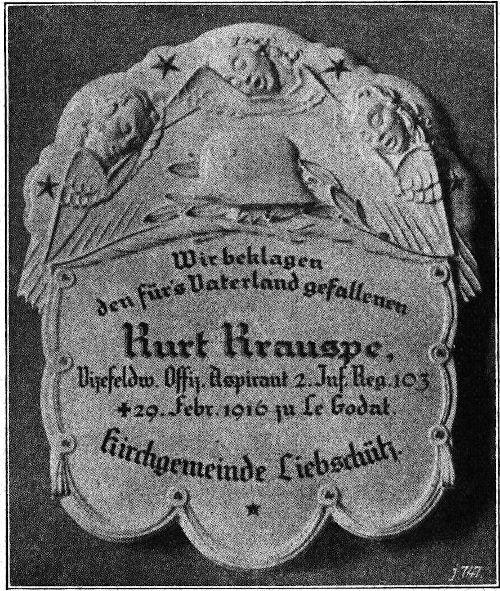 Wir beklagen
den fürs Vaterland gefallenen
Kurt Krauspe,
Vizefeldw. Offiz. Aspirant 2. Inf. Reg. 103
✝29. Febr. 1916 zu Le Godat.
Kirchgemeinde Liebschütz.
j.747.